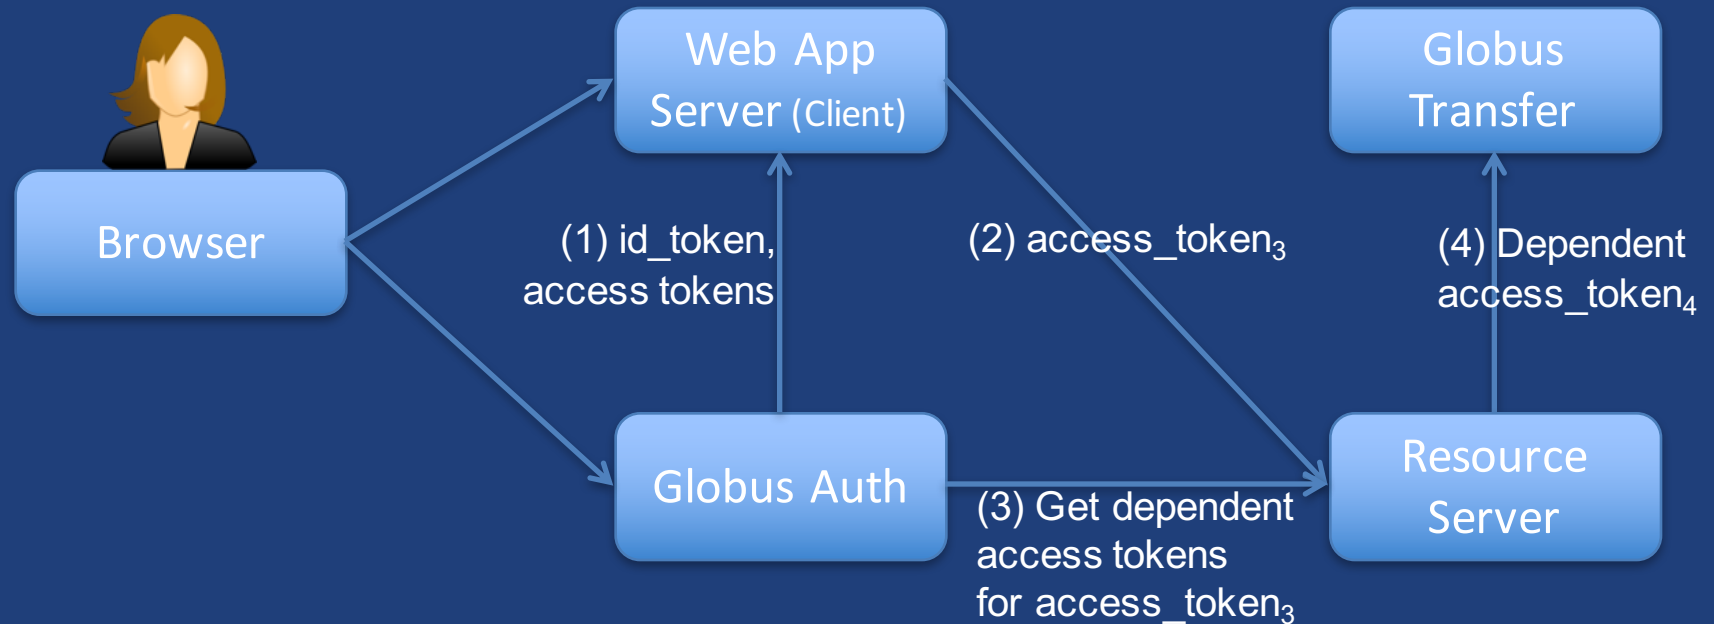 Web App
Server (Client)
Globus
Transfer
Browser
(1) id_token,
access tokens
(2) access_token₃
(4) Dependent
access_token₄
Globus Auth
(3) Get dependent
access tokens
for access_token₃
Resource
Server